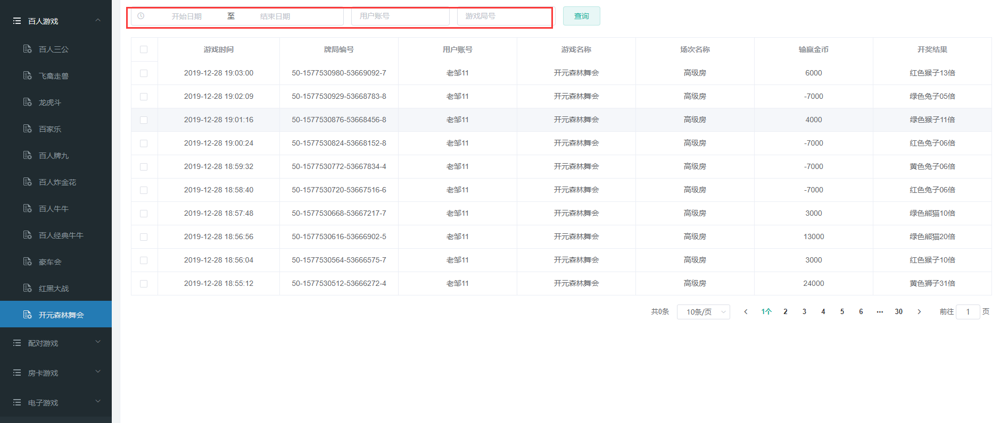 百人游戏
百人三公
飞禽走兽
龙虎斗
百家乐
百人牌九
百人炸金花
百人牛牛
百人经典牛牛
豪车会
红黑大战
开元森林舞会
配对游戏
房卡游戏
电子游戏
开始日期 至 结束日期 用户账号 游戏局号 查询
游戏时间 牌局编号 用户账号 游戏名称 场次名称 输赢金币 开奖结果
2019-12-28 19:03:00 50-1577530980-53669092-7 老邹11 开元森林舞会 高级房 6000 红色猴子13倍
2019-12-28 19:02:09 50-1577530929-53668783-8 老邹11 开元森林舞会 高级房 -7000 绿色兔子05倍
2019-12-28 19:01:16 50-1577530876-53668456-8 老邹11 开元森林舞会 高级房 4000 绿色猴子11倍
2019-12-28 19:00:24 50-1577530824-53668152-8 老邹11 开元森林舞会 高级房 -7000 红色兔子06倍
2019-12-28 18:59:32 50-1577530772-53667834-4 老邹11 开元森林舞会 高级房 -7000 黄色兔子06倍
2019-12-28 18:58:40 50-1577530720-53667516-6 老邹11 开元森林舞会 高级房 -7000 红色兔子06倍
2019-12-28 18:57:48 50-1577530668-53667217-7 老邹11 开元森林舞会 高级房 3000 绿色熊猫10倍
2019-12-28 18:56:56 50-1577530616-53666902-5 老邹11 开元森林舞会 高级房 13000 绿色熊猫20倍
2019-12-28 18:56:04 50-1577530564-53666575-7 老邹11 开元森林舞会 高级房 3000 红色猴子10倍
2019-12-28 18:55:12 50-1577530512-53666272-4 老邹11 开元森林舞会 高级房 24000 黄色狮子31倍
共0条 10条/页 1个 2 3 4 5 6 ··· 30 前往 1 页